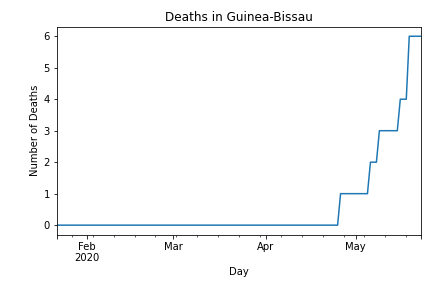 Deaths in Guinea-Bissau
Number of Deaths
6
5
4
3
2
1
0
Feb
2020
Mar
Apr
May
Day